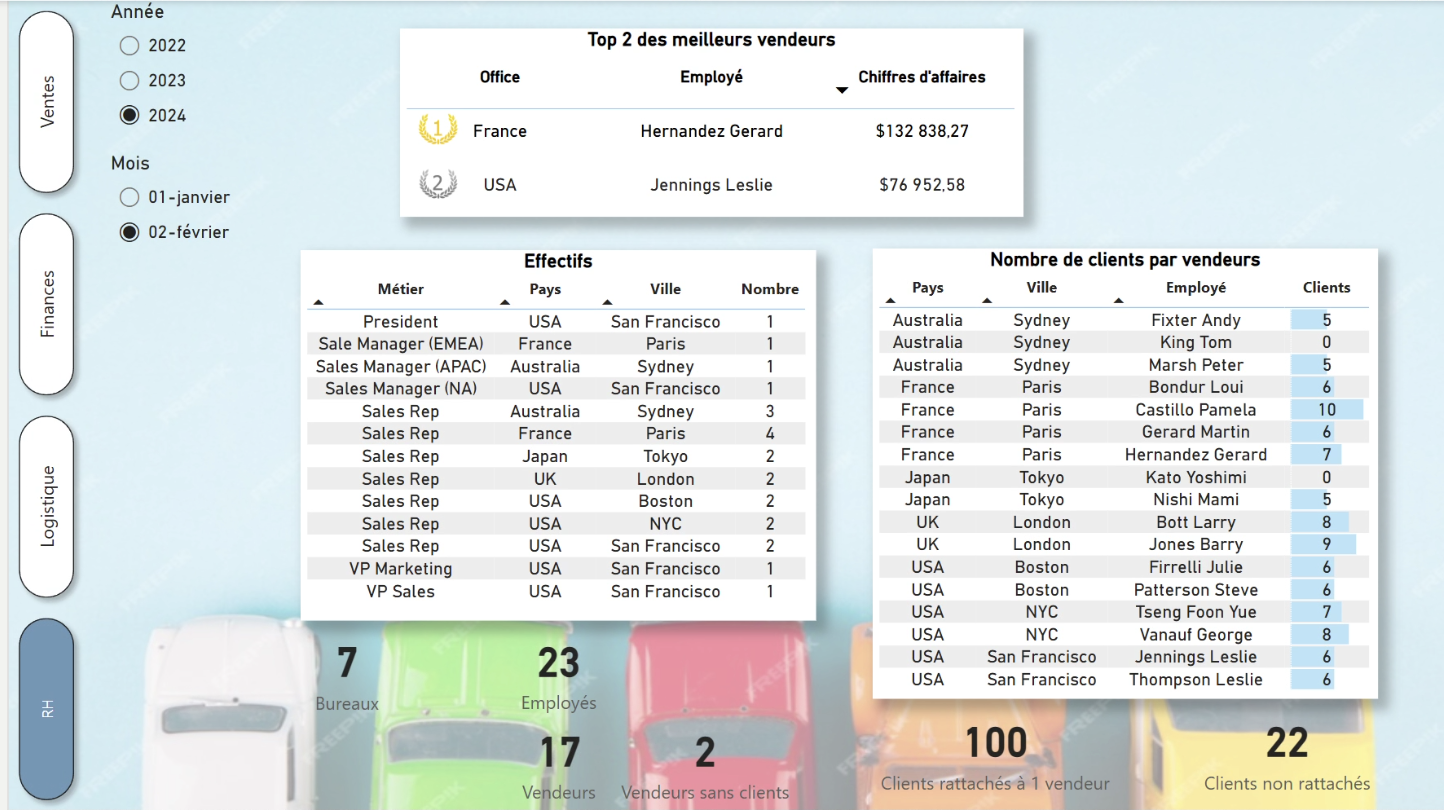 Année
2022
2023
2024
Mois
01-janvier
02-février
Ventes
Finances
Logistique
RH
Top 2 des meilleurs vendeurs
Office Employé Chiffres d'affaires
1 France Hernandez Gerard $132 838,27
2 USA Jennings Leslie $76 952,58
Effectifs
Métier Pays Ville Nombre
President USA San Francisco 1
Sale Manager (EMEA) France Paris 1
Sales Manager (APAC) Australia Sydney 1
Sales Manager (NA) USA San Francisco 1
Sales Rep Australia Sydney 3
Sales Rep France Paris 4
Sales Rep Japan Tokyo 2
Sales Rep UK London 2
Sales Rep USA Boston 2
Sales Rep USA NYC 2
Sales Rep USA San Francisco 2
VP Marketing USA San Francisco 1
VP Sales USA San Francisco 1
Nombre de clients par vendeurs
Pays Ville Employé Clients
Australia Sydney Fixter Andy 5
Australia Sydney King Tom 0
Australia Sydney Marsh Peter 5
France Paris Bondur Loui 6
France Paris Castillo Pamela 10
France Paris Gerard Martin 6
France Paris Hernandez Gerard 7
Japan Tokyo Kato Yoshimi 0
Japan Tokyo Nishi Mami 5
UK London Bott Larry 8
UK London Jones Barry 9
USA Boston Firrelli Julie 6
USA Boston Patterson Steve 6
USA NYC Tseng Foon Yue 7
USA NYC Vanauf George 8
USA San Francisco Jennings Leslie 6
USA San Francisco Thompson Leslie 6
7
Bureaux
23
Employés
17
Vendeurs
2
Vendeurs sans clients
100
Clients rattachés à 1 vendeur
22
Clients non rattachés